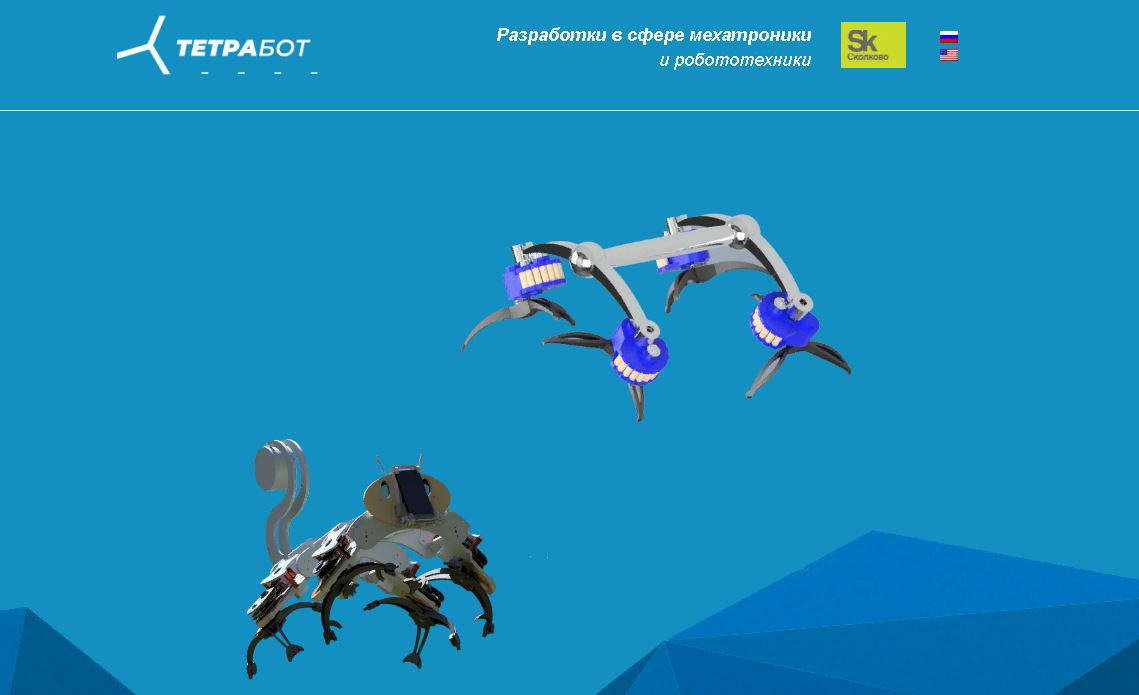 ТЕТРАБОТ
Разработки в сфере мехатроники
и робототехники
Sk
Сколково